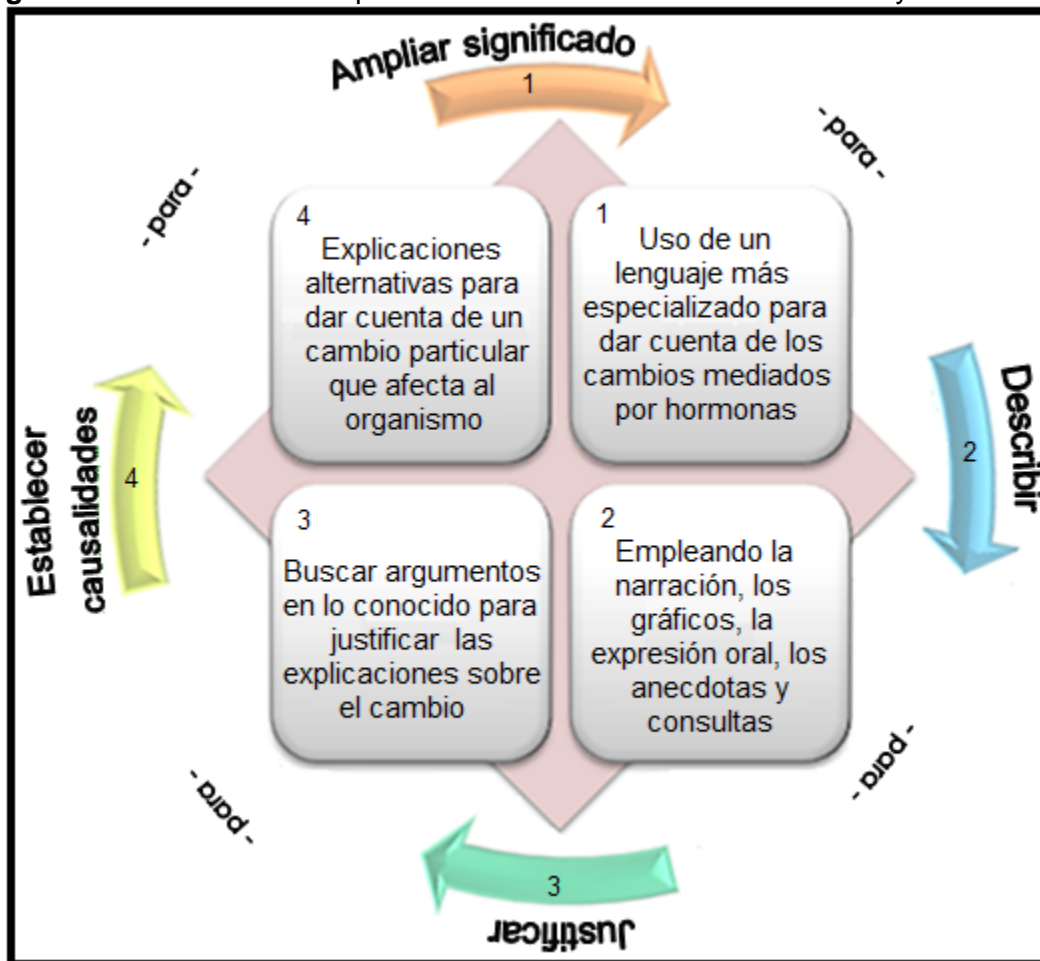 Ampliar significado
1
- para -
- para -
4
Explicaciones
alternativas para
dar cuenta de un
cambio particular
que afecta al
organismo
1
Uso de un
lenguaje más
especializado para
dar cuenta de los
cambios mediados
por hormonas
Establecer
causalidades
4
Describir
2
3
Buscar argumentos
en lo conocido para
justificar las
explicaciones sobre
el cambio
2
Empleando la
narración, los
gráficos, la
expresión oral, los
anecdotas y
consultas
- para -
- para -
3
Justificar